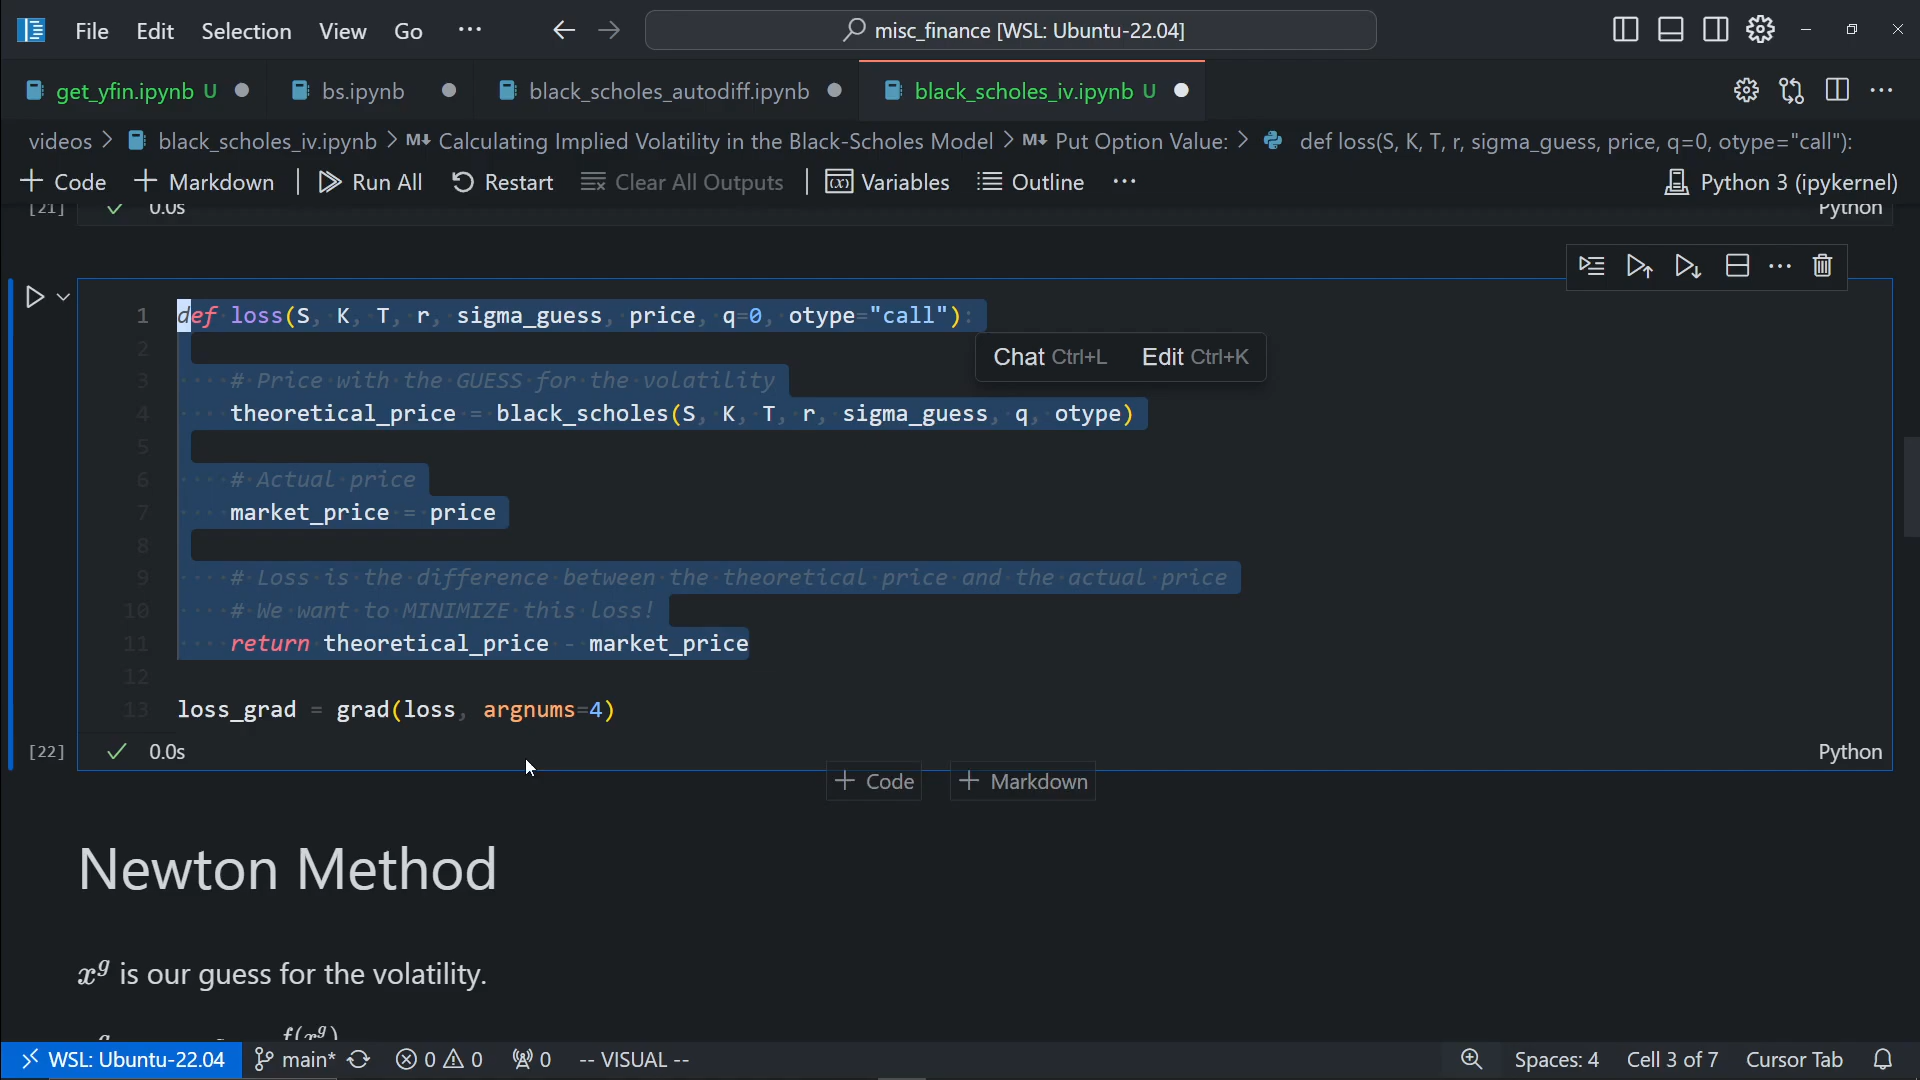 File Edit Selection View Go ··· misc_finance [WSL: Ubuntu-22.04]
get_yfin.ipynb U bs.ipynb black_scholes_autodiff.ipynb black_scholes_iv.ipynb U
videos > black_scholes_iv.ipynb > M↓ Calculating Implied Volatility in the Black-Scholes Model > M↓ Put Option Value: > def loss(S, K, T, r, sigma_guess, price, q=0, otype="call"):
+ Code + Markdown | Run All Restart Clear All Outputs | Variables Outline ··· Python 3 (ipykernel)
[21] ✓ 0.0s Python
1 def loss(S, K, T, r, sigma_guess, price, q=0, otype="call"):
2
Chat Ctrl+L Edit Ctrl+K
3 # Price with the GUESS for the volatility
4 theoretical_price = black_scholes(S, K, T, r, sigma_guess, q, otype)
5
6 # Actual price
7 market_price = price
8
9 # Loss is the difference between the theoretical price and the actual price
10 # We want to MINIMIZE this loss!
11 return theoretical_price - market_price
12
13 loss_grad = grad(loss, argnums=4)
[22] ✓ 0.0s Python
+ Code + Markdown
Newton Method
x^g is our guess for the volatility.
f(x^g)
WSL: Ubuntu-22.04 main* 0 0 0 -- VISUAL -- Spaces: 4 Cell 3 of 7 Cursor Tab